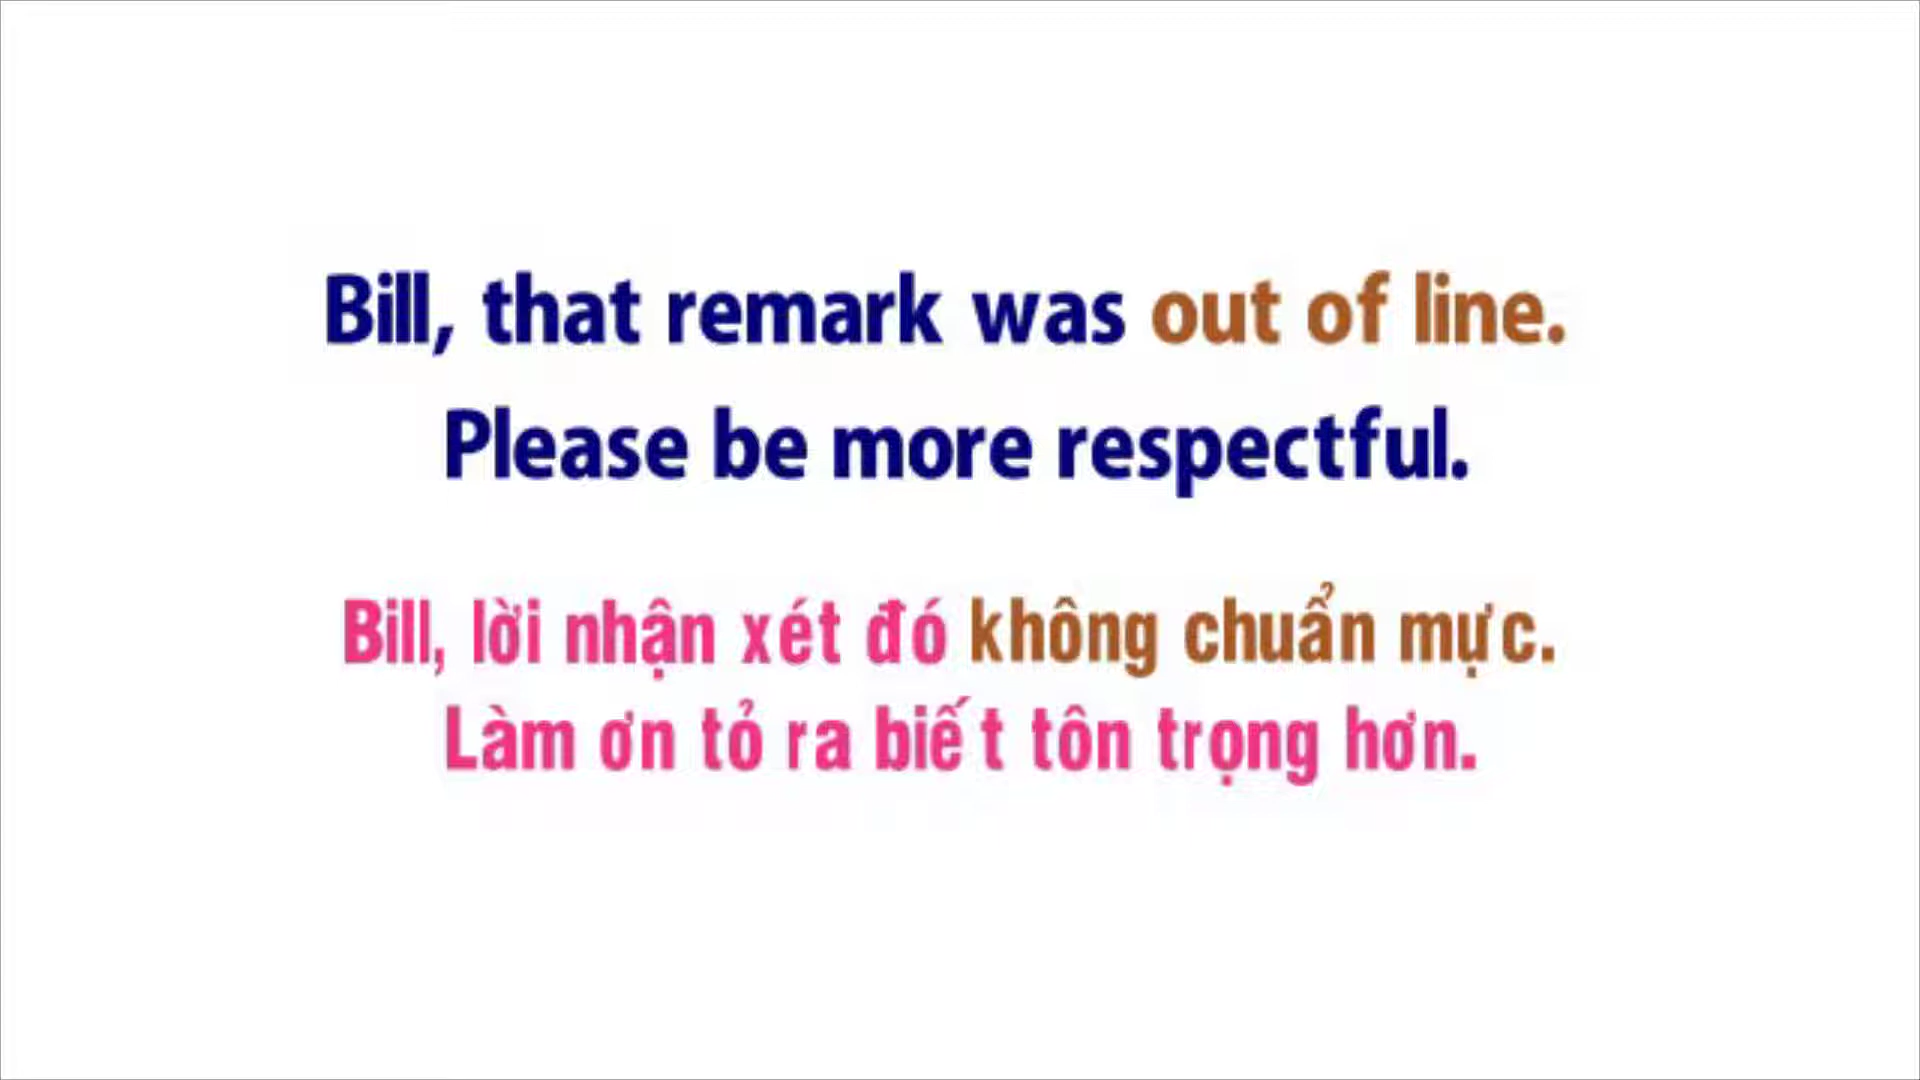 Bill, that remark was out of line.
Please be more respectful.
Bill, lời nhận xét đó không chuẩn mực.
Làm ơn tỏ ra biết tôn trọng hơn.